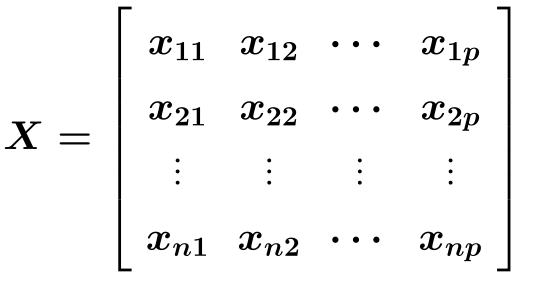 x₁₁ x₁₂ ⋯ x₁ₚ
x₂₁ x₂₂ ⋯ x₂ₚ
X =
⋮ ⋮ ⋮ ⋮
xₙ₁ xₙ₂ ⋯ xₙₚ